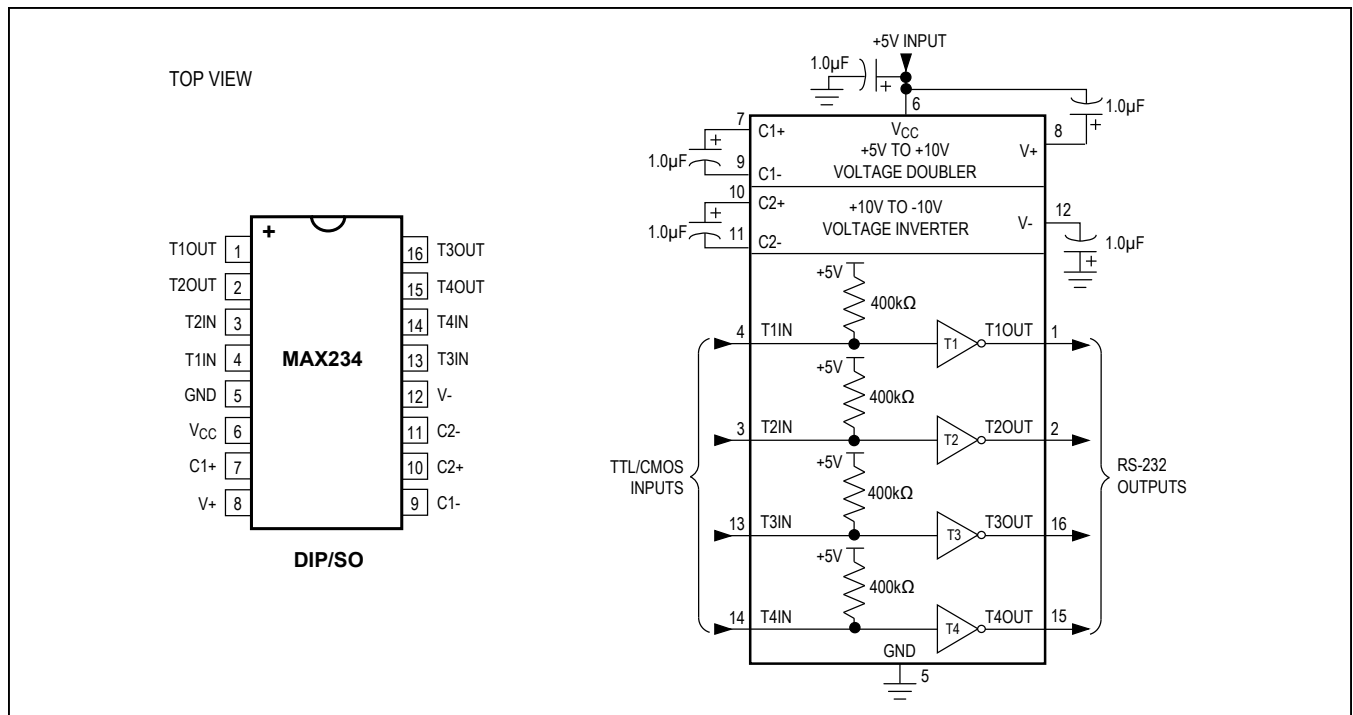 TOP VIEW
+
T1OUT 1
T2OUT 2
T2IN 3
T1IN 4
GND 5
VCC 6
C1+ 7
V+ 8
MAX234
16 T3OUT
15 T4OUT
14 T4IN
13 T3IN
12 V-
11 C2-
10 C2+
9 C1-
DIP/SO
+5V INPUT
1.0µF
+
6
1.0µF
+
7 C1+
VCC
8
V+
+5V TO +10V
VOLTAGE DOUBLER
+
1.0µF
9 C1-
10 C2+
+10V TO -10V
VOLTAGE INVERTER
12
V-
+
1.0µF
11 C2-
1.0µF
+
+5V
400kΩ
4 T1IN T1 T1OUT 1
+5V
400kΩ
3 T2IN T2 T2OUT 2
TTL/CMOS
INPUTS
+5V
400kΩ
RS-232
OUTPUTS
13 T3IN T3 T3OUT 16
+5V
400kΩ
14 T4IN T4 T4OUT 15
GND
5